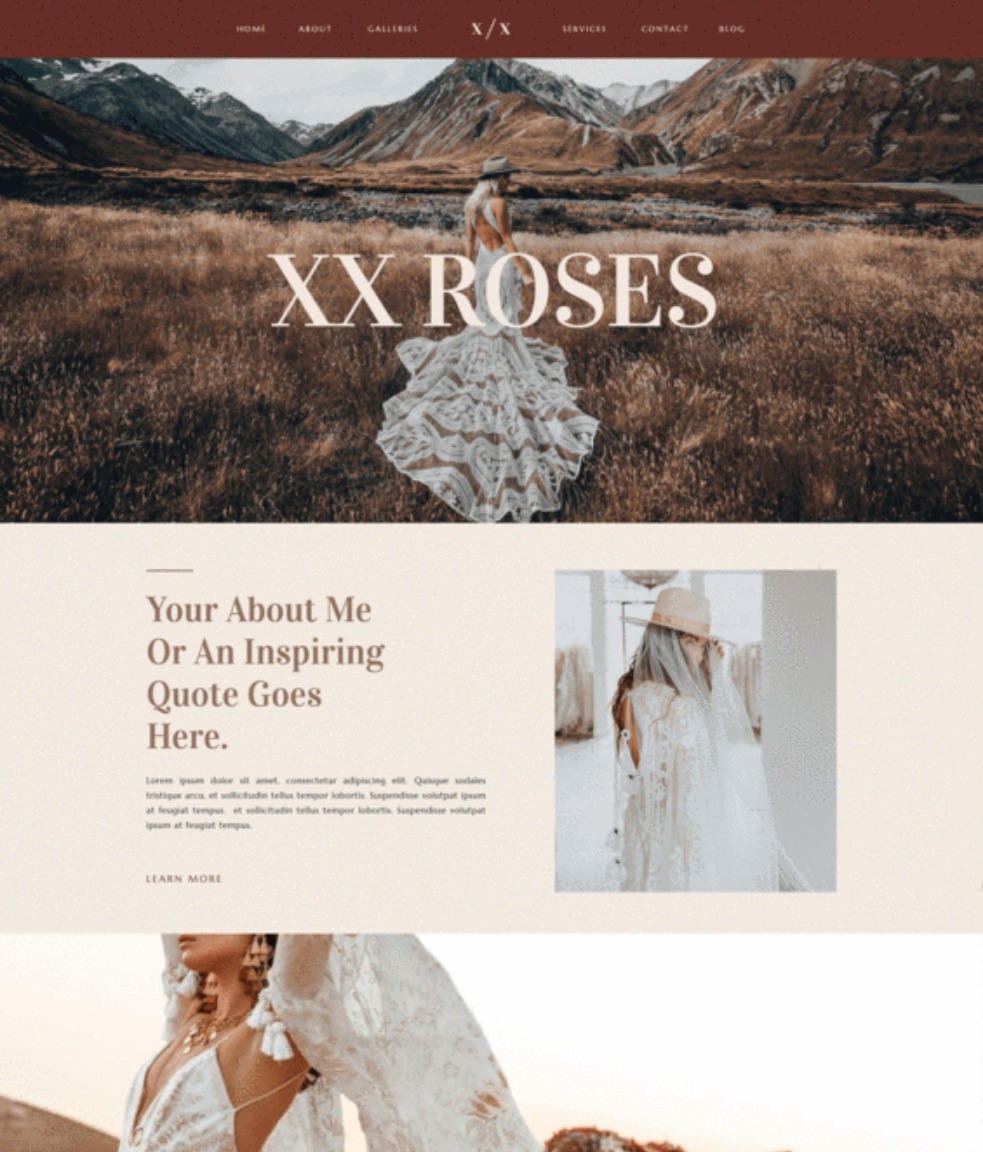 HOME ABOUT GALLERIES X/X SERVICES CONTACT BLOG
XX ROSES
Your About Me
Or An Inspiring
Quote Goes
Here.
Lorem ipsum dolor sit amet, consectetur adipiscing elit. Quisque sodales
tristique arcu, et sollicitudin tellus tempor lobortis. Suspendisse volutpat ipsum
at feugiat tempus. et sollicitudin tellus tempor lobortis. Suspendisse volutpat
ipsum at feugiat tempus.
LEARN MORE